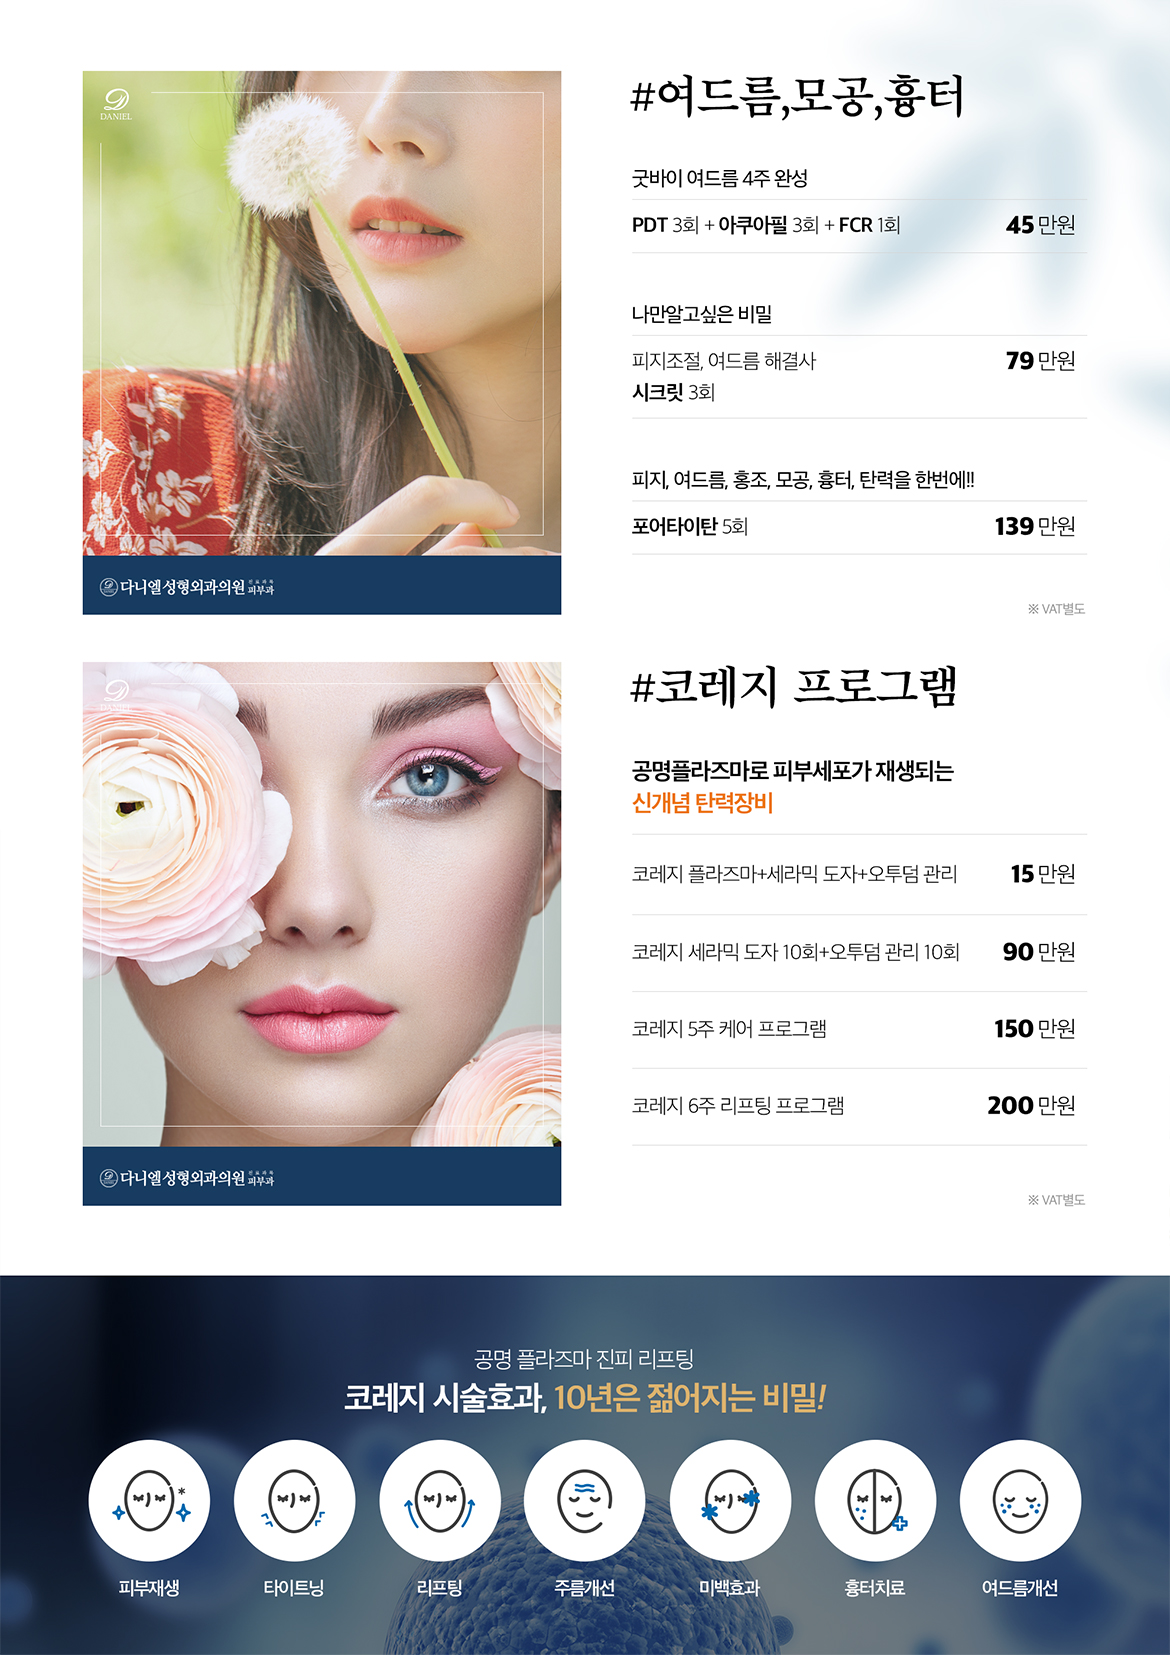 DANIEL
#여드름,모공,흉터
굿바이 여드름 4주 완성
PDT 3회 + 아쿠아필 3회 + FCR 1회 45 만원
나만알고싶은 비밀
피지조절, 여드름 해결사 79 만원
시크릿 3회
피지, 여드름, 홍조, 모공, 흉터, 탄력을 한번에!!
포어타이탄 5회 139 만원
다니엘성형외과의원 진료과목 피부과
※ VAT별도
DANIEL
#코레지 프로그램
공명플라즈마로 피부세포가 재생되는
신개념 탄력장비
코레지 플라즈마+세라믹 도자+오투덤 관리 15 만원
코레지 세라믹 도자 10회+오투덤 관리 10회 90 만원
코레지 5주 케어 프로그램 150 만원
코레지 6주 리프팅 프로그램 200 만원
다니엘성형외과의원 진료과목 피부과
※ VAT별도
공명 플라즈마 진피 리프팅
코레지 시술효과, 10년은 젊어지는 비밀!
피부재생 타이트닝 리프팅 주름개선 미백효과 흉터치료 여드름개선